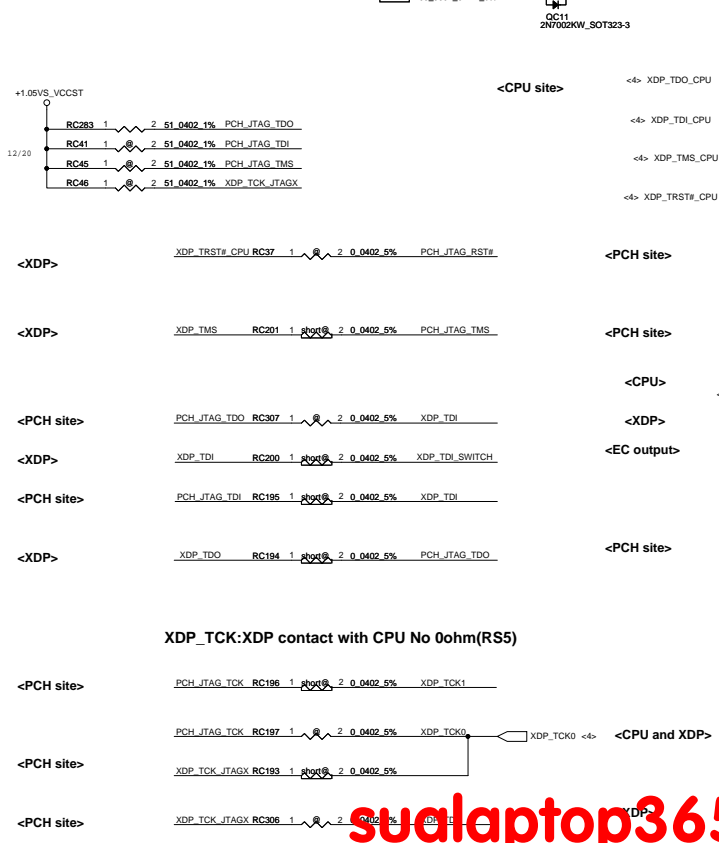 QC11
2N7002KW_SOT323-3
+1.05VS_VCCST
<CPU site>
<4> XDP_TDO_CPU
<4> XDP_TDI_CPU
<4> XDP_TMS_CPU
<4> XDP_TRST#_CPU
12/20
RC283 1 2 51_0402_1% PCH_JTAG_TDO
RC41 1 @ 2 51_0402_1% PCH_JTAG_TDI
RC45 1 @ 2 51_0402_1% PCH_JTAG_TMS
RC46 1 @ 2 51_0402_1% XDP_TCK_JTAGX
<XDP> XDP_TRST#_CPU RC37 1 @ 2 0_0402_5% PCH_JTAG_RST# <PCH site>
<XDP> XDP_TMS RC201 1 short@ 2 0_0402_5% PCH_JTAG_TMS <PCH site>
<CPU>
<PCH site> PCH_JTAG_TDO RC307 1 @ 2 0_0402_5% XDP_TDI <XDP>
<XDP> XDP_TDI RC200 1 short@ 2 0_0402_5% XDP_TDI_SWITCH <EC output>
<PCH site> PCH_JTAG_TDI RC195 1 short@ 2 0_0402_5% XDP_TDI
<XDP> XDP_TDO RC194 1 short@ 2 0_0402_5% PCH_JTAG_TDO <PCH site>
XDP_TCK:XDP contact with CPU No 0ohm(RS5)
<PCH site> PCH_JTAG_TCK RC196 1 short@ 2 0_0402_5% XDP_TCK1
PCH_JTAG_TCK RC197 1 @ 2 0_0402_5% XDP_TCK0 XDP_TCK0 <4> <CPU and XDP>
<PCH site> XDP_TCK_JTAGX RC193 1 short@ 2 0_0402_5%
<PCH site> XDP_TCK_JTAGX RC306 1 @ 2
sualaptop365